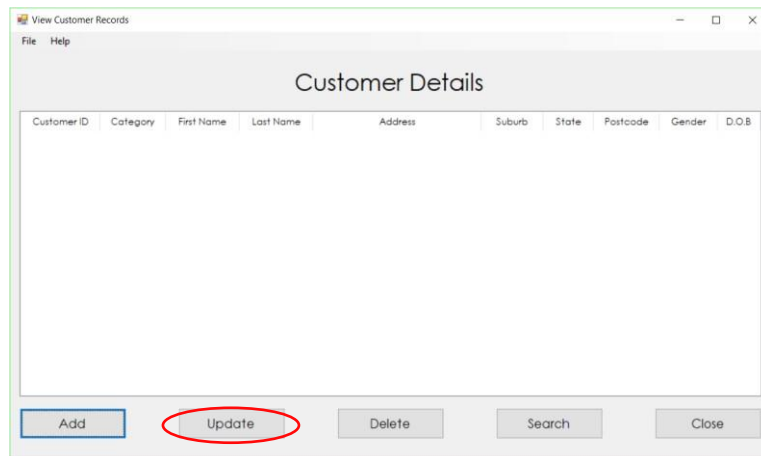 View Customer Records
File Help
Customer Details
Customer ID Category First Name Last Name Address Suburb State Postcode Gender D.O.B
Add Update Delete Search Close